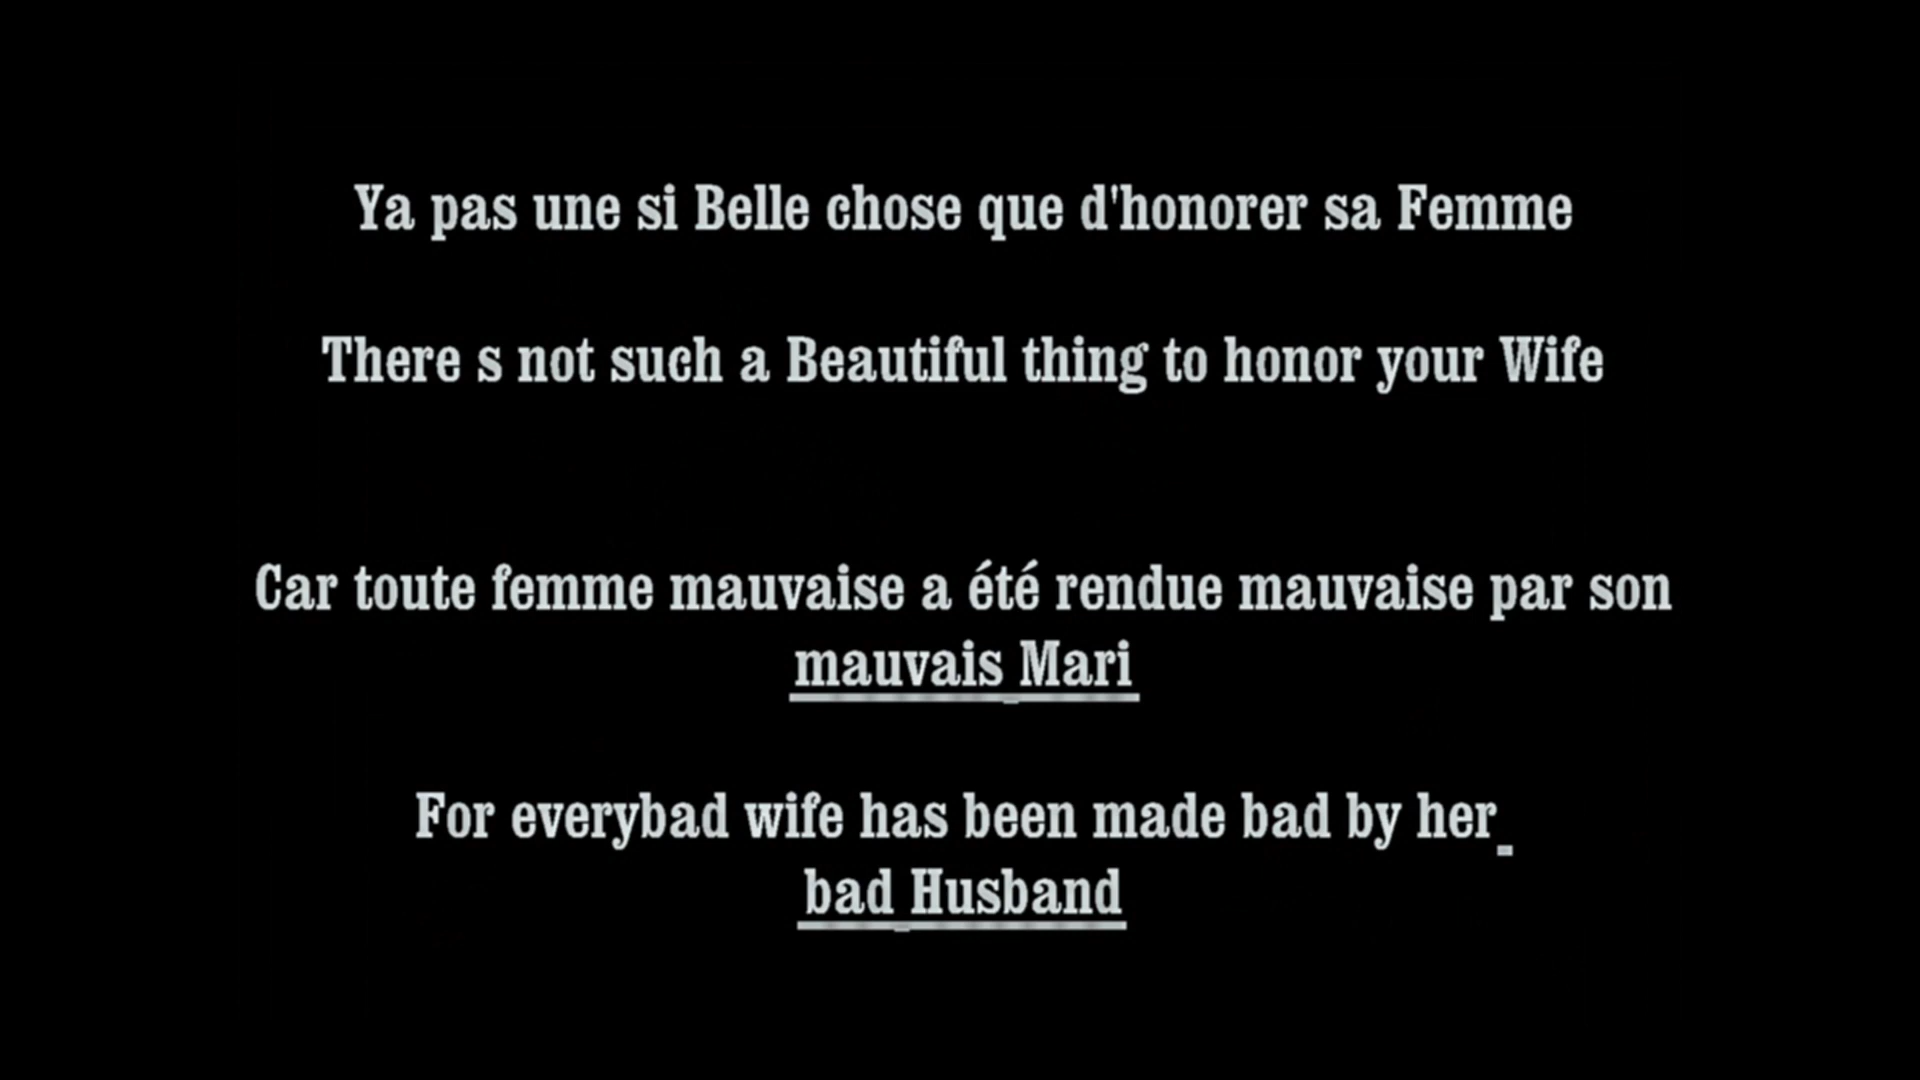 Ya pas une si Belle chose que d'honorer sa Femme
There s not such a Beautiful thing to honor your Wife
Car toute femme mauvaise a été rendue mauvaise par son
mauvais Mari
For everybad wife has been made bad by her
bad Husband